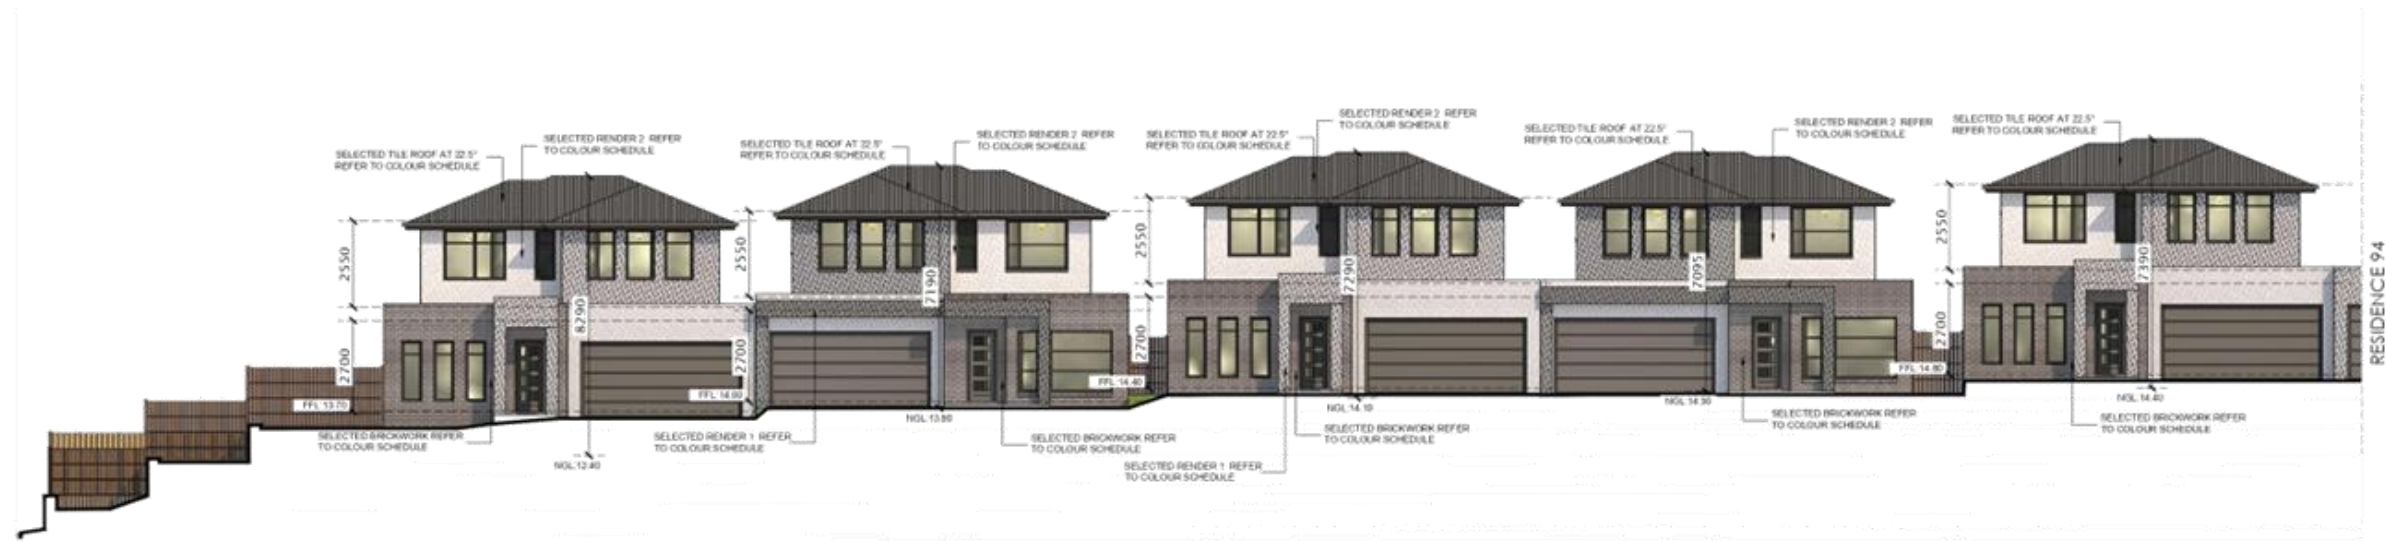 SELECTED TILE ROOF AT 22.5°
REFER TO COLOUR SCHEDULE
SELECTED RENDER 2 REFER
TO COLOUR SCHEDULE
SELECTED TILE ROOF AT 22.5°
REFER TO COLOUR SCHEDULE
SELECTED RENDER 2 REFER
TO COLOUR SCHEDULE
SELECTED TILE ROOF AT 22.5°
REFER TO COLOUR SCHEDULE
SELECTED RENDER 2 REFER
TO COLOUR SCHEDULE
SELECTED TILE ROOF AT 22.5°
REFER TO COLOUR SCHEDULE
SELECTED RENDER 2 REFER
TO COLOUR SCHEDULE
SELECTED TILE ROOF AT 22.5°
REFER TO COLOUR SCHEDULE
2550
2700
8290
2550
2700
7190
2550
2700
7290
7095
2550
2700
7390
RESIDENCE 94
FFL 13.70
FFL 14.00
FFL 14.40
FFL 14.80
NGL 12.40
NGL 13.80
NGL 14.10
NGL 14.30
NGL 14.40
SELECTED BRICKWORK REFER
TO COLOUR SCHEDULE
SELECTED RENDER 1 REFER
TO COLOUR SCHEDULE
SELECTED BRICKWORK REFER
TO COLOUR SCHEDULE
SELECTED RENDER 1 REFER
TO COLOUR SCHEDULE
SELECTED BRICKWORK REFER
TO COLOUR SCHEDULE
SELECTED BRICKWORK REFER
TO COLOUR SCHEDULE
SELECTED BRICKWORK REFER
TO COLOUR SCHEDULE